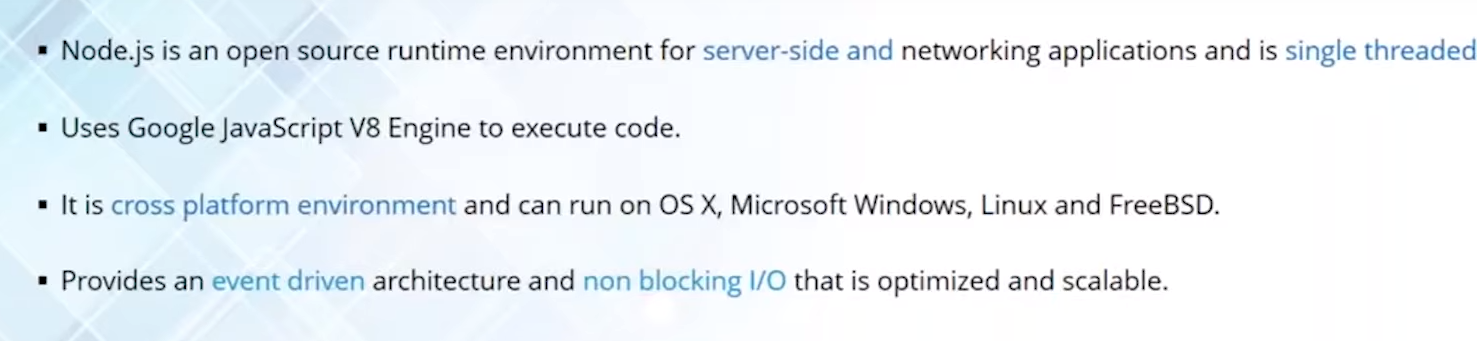 ▪ Node.js is an open source runtime environment for server-side and networking applications and is single threaded
▪ Uses Google JavaScript V8 Engine to execute code.
▪ It is cross platform environment and can run on OS X, Microsoft Windows, Linux and FreeBSD.
▪ Provides an event driven architecture and non blocking I/O that is optimized and scalable.